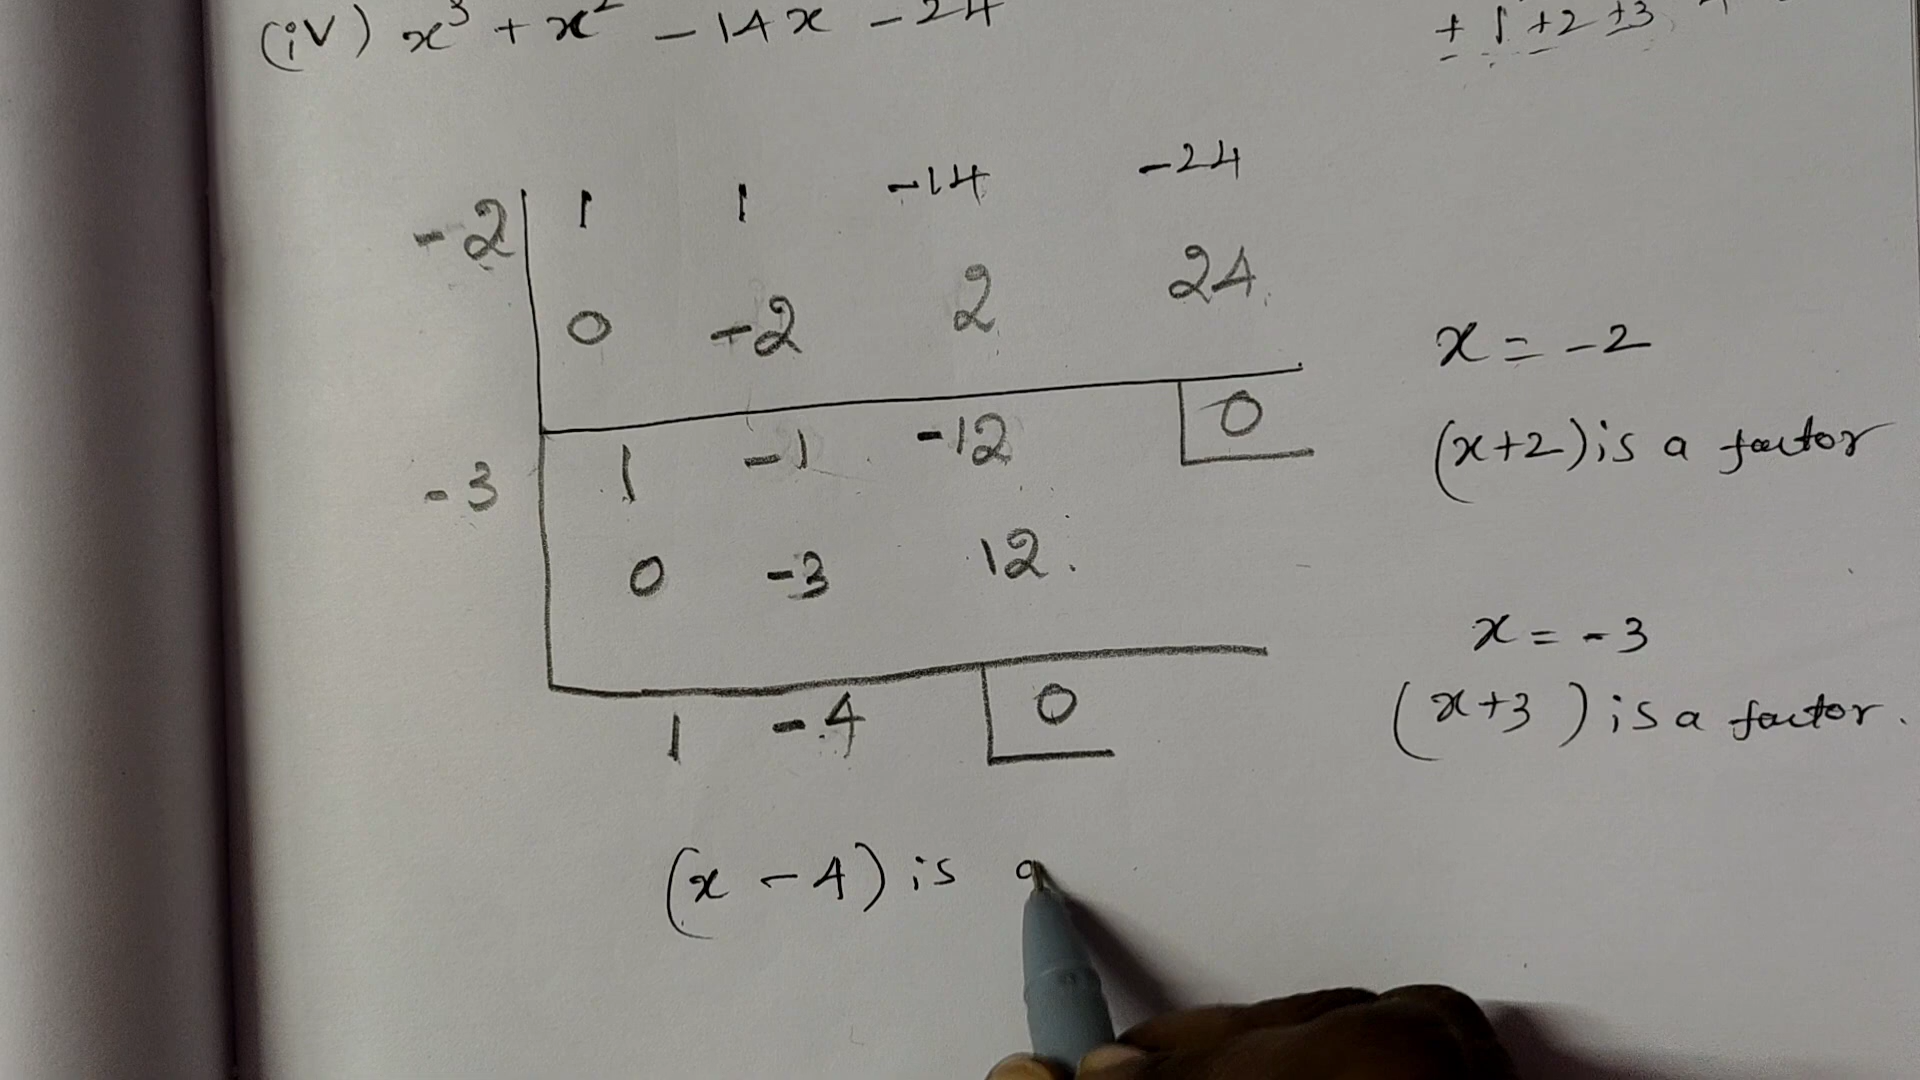 (iv) x³ + x² - 14x - 24
± 1 ±2 ±3
-2 1 1 -14 -24
0 -2 2 24
x = -2
1 -1 -12 0
(x+2) is a factor
-3
0 -3 12
x = -3
1 -4 0
(x+3) is a factor.
(x - 4) is a